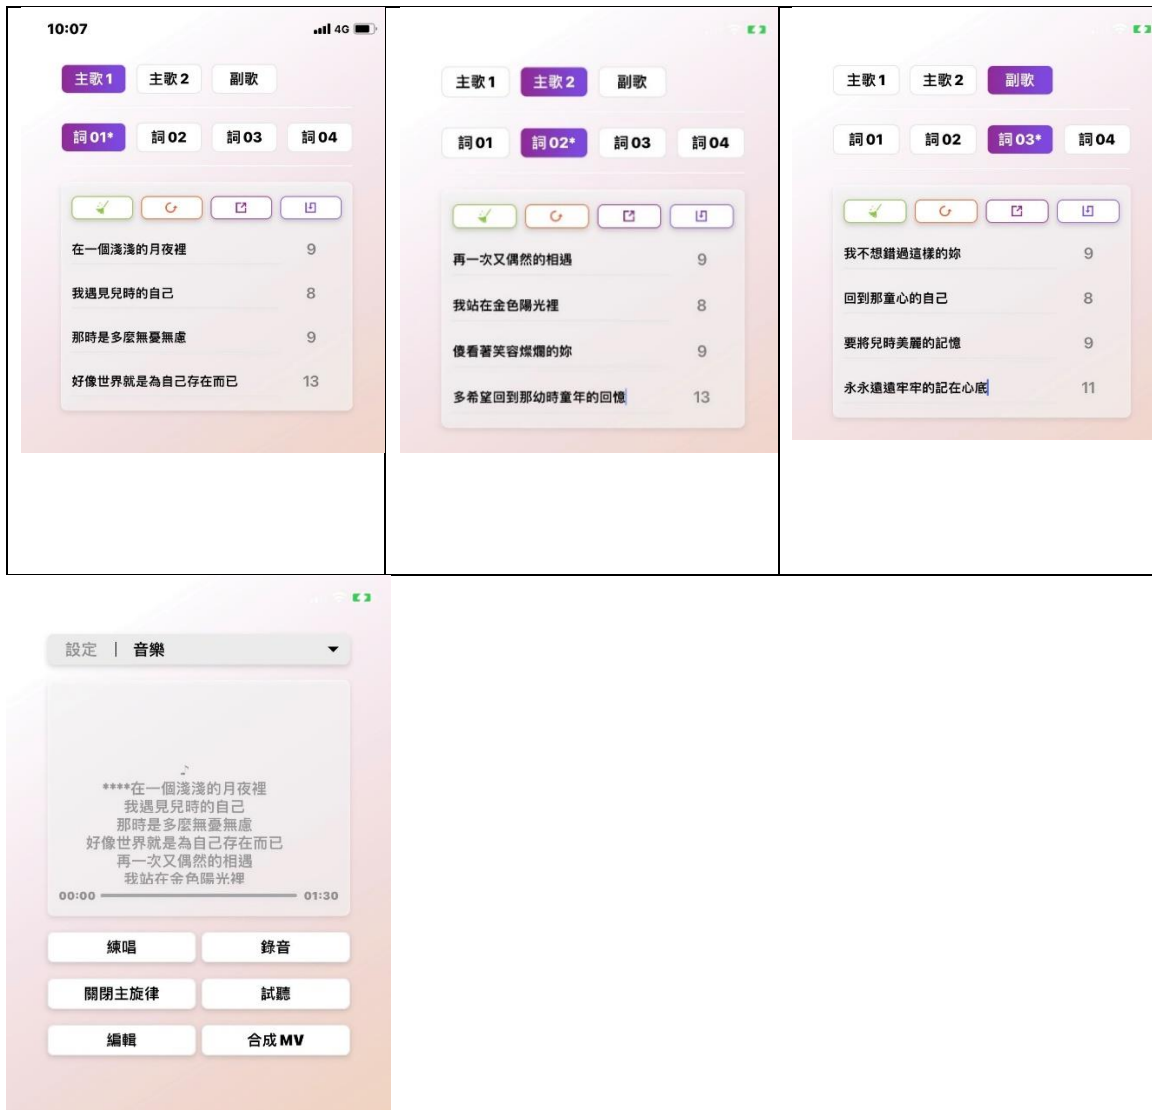 10:07
4G
主歌1 主歌2 副歌
詞01* 詞02 詞03 詞04
在一個淺淺的月夜裡 9
我遇見兒時的自己 8
那時是多麼無憂無慮 9
好像世界就是為自己存在而已 13
主歌1 主歌2 副歌
詞01 詞02* 詞03 詞04
再一次又偶然的相遇 9
我站在金色陽光裡 8
傻看著笑容燦爛的妳 9
多希望回到那幼時童年的回憶 13
主歌1 主歌2 副歌
詞01 詞02 詞03* 詞04
我不想錯過這樣的妳 9
回到那童心的自己 8
要將兒時美麗的記憶 9
永永遠遠牢牢的記在心底 11
設定 | 音樂
♪
****在一個淺淺的月夜裡
我遇見兒時的自己
那時是多麼無憂無慮
好像世界就是為自己存在而已
再一次又偶然的相遇
我站在金色陽光裡
00:00 01:30
練唱 錄音
關閉主旋律 試聽
編輯 合成MV